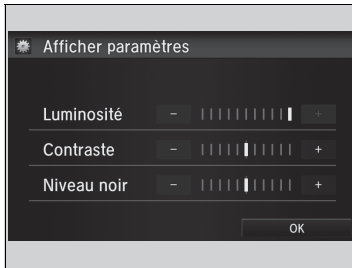 Afficher paramètres
Luminosité - +
Contraste - +
Niveau noir - +
OK